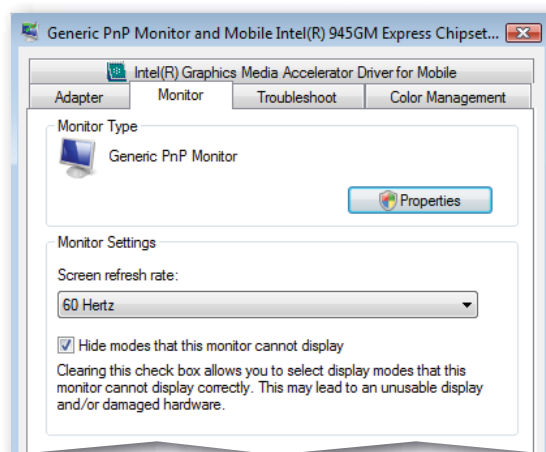 Generic PnP Monitor and Mobile Intel(R) 945GM Express Chipset...
Intel(R) Graphics Media Accelerator Driver for Mobile
Adapter Monitor Troubleshoot Color Management
Monitor Type
Generic PnP Monitor
Properties
Monitor Settings
Screen refresh rate:
60 Hertz
Hide modes that this monitor cannot display
Clearing this check box allows you to select display modes that this
monitor cannot display correctly. This may lead to an unusable display
and/or damaged hardware.